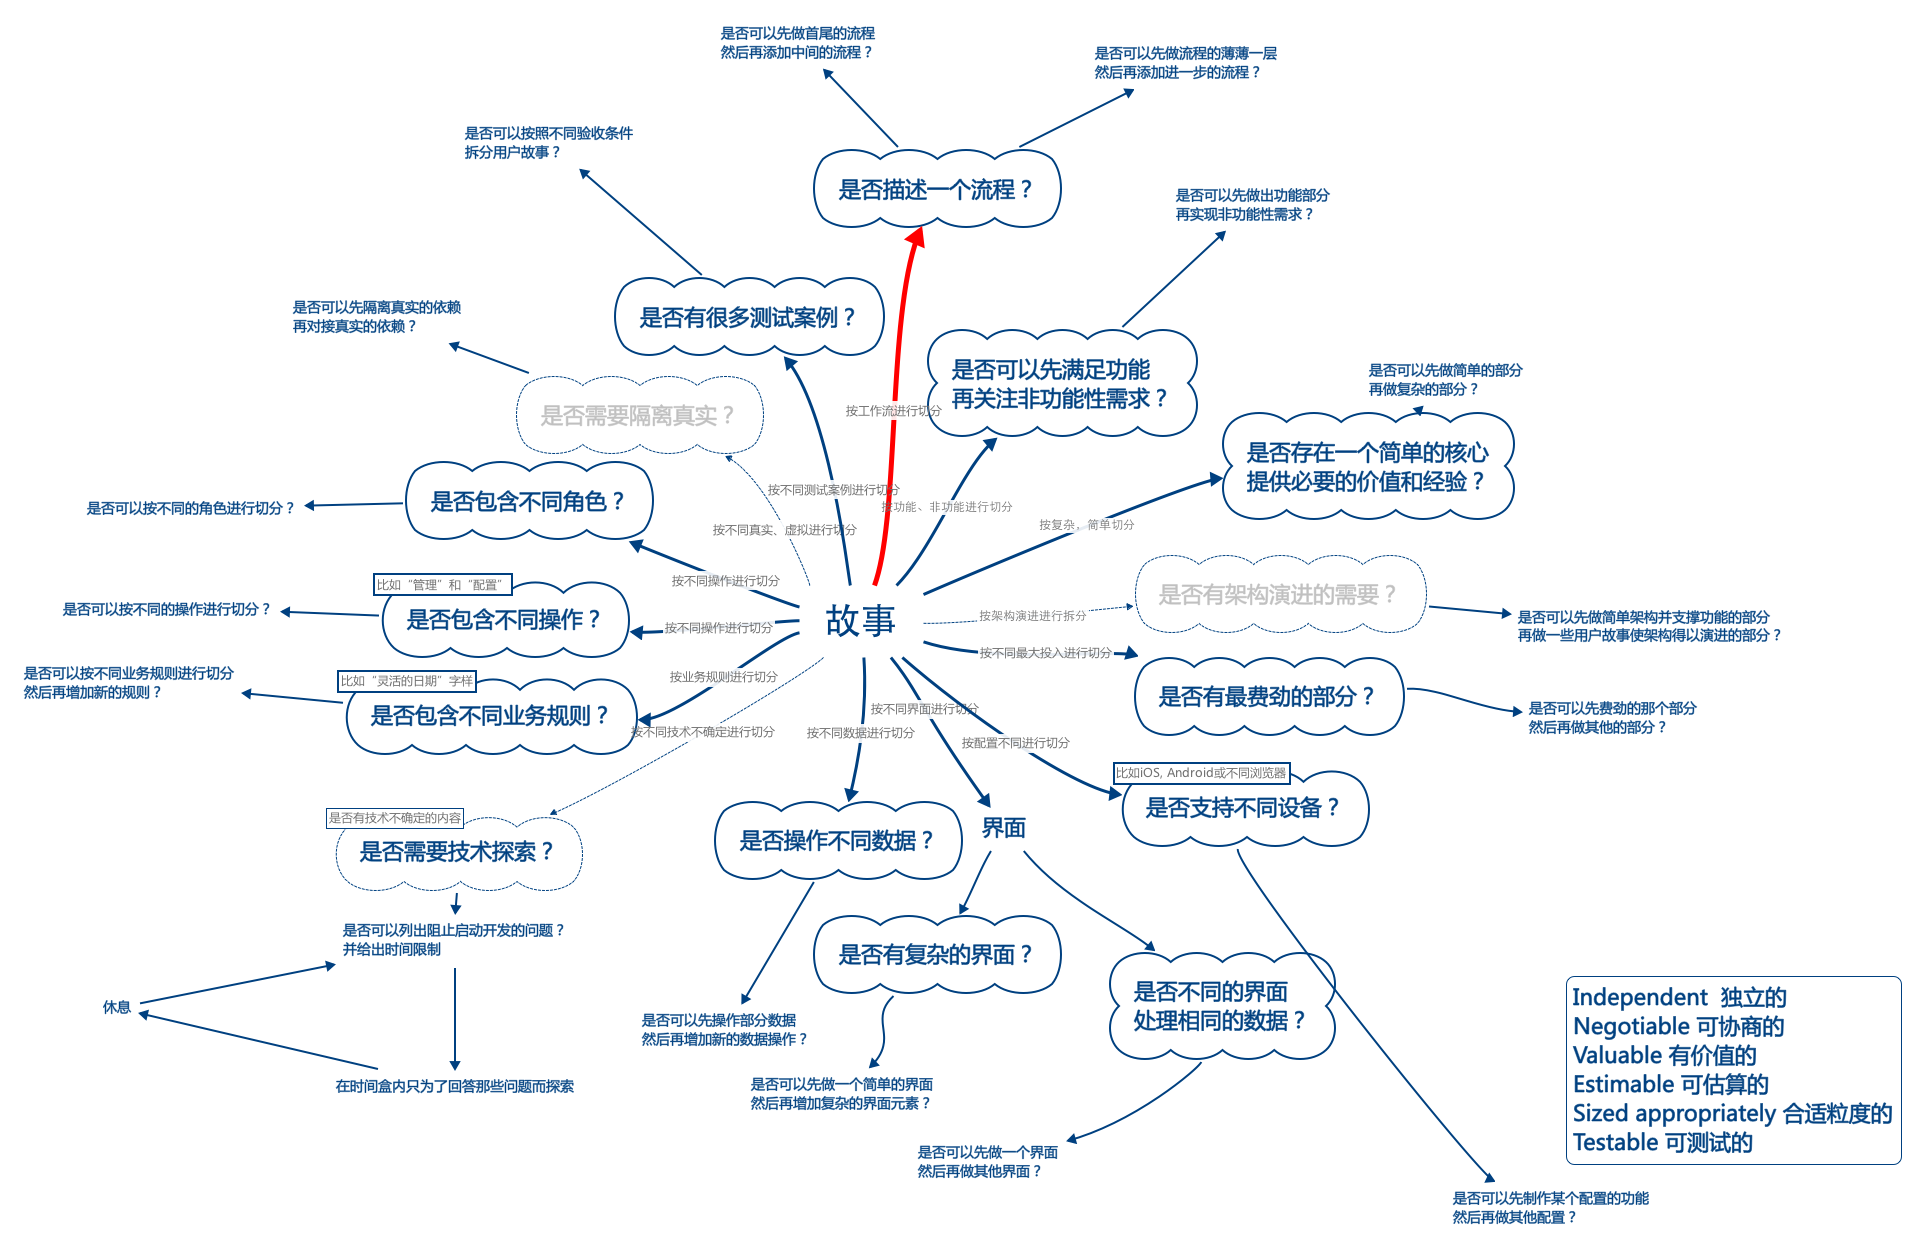 是否可以先做首尾的流程
然后再添加中间的流程？
是否可以先做流程的薄薄一层
然后再添加进一步的流程？
是否可以按照不同验收条件
拆分用户故事？
是否描述一个流程？
是否可以先做出功能部分
再实现非功能性需求？
是否有很多测试案例？
是否可以先隔离真实的依赖
再对接真实的依赖？
是否可以先满足功能
再关注非功能性需求？
是否可以先做简单的部分
再做复杂的部分？
是否需要隔离真实？
按工作流进行切分
是否存在一个简单的核心
提供必要的价值和经验？
是否包含不同角色？
是否可以按不同的角色进行切分？
按不同测试案例进行切分
按功能、非功能进行切分
按不同真实、虚拟进行切分
按复杂，简单切分
比如“管理”和“配置”
按不同操作进行切分
是否有架构演进的需要？
是否可以按不同的操作进行切分？
是否包含不同操作？
按不同操作进行切分
故事
按架构演进进行拆分
是否可以先做简单架构并支撑功能的部分
再做一些用户故事使架构得以演进的部分？
按不同最大投入进行切分
是否可以按不同业务规则进行切分
然后再增加新的规则？
比如“灵活的日期”字样
按业务规则进行切分
是否包含不同业务规则？
是否有最费劲的部分？
按不同界面进行切分
是否可以先费劲的那个部分
然后再做其他的部分？
按不同技术不确定进行切分
按不同数据进行切分
按配置不同进行切分
比如iOS, Android或不同浏览器
是否支持不同设备？
是否有技术不确定的内容
是否需要技术探索？
是否操作不同数据？
界面
是否可以列出阻止启动开发的问题？
并给出时间限制
是否有复杂的界面？
休息
是否不同的界面
处理相同的数据？
是否可以先操作部分数据
然后再增加新的数据操作？
在时间盒内只为了回答那些问题而探索
是否可以先做一个简单的界面
然后再增加复杂的界面元素？
是否可以先做一个界面
然后再做其他界面？
Independent 独立的
Negotiable 可协商的
Valuable 有价值的
Estimable 可估算的
Sized appropriately 合适粒度的
Testable 可测试的
是否可以先制作某个配置的功能
然后再做其他配置？